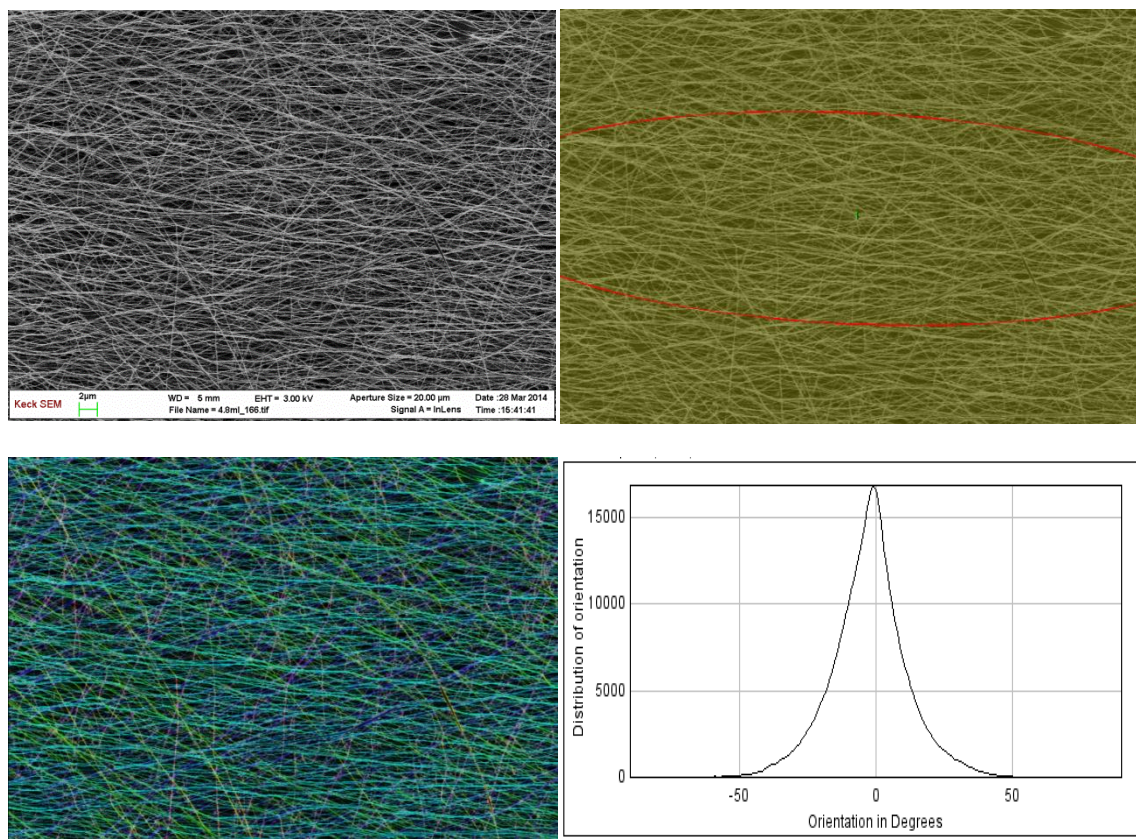 Keck SEM
2µm
WD = 5 mm
EHT = 3.00 kV
Aperture Size = 20.00 µm
Date :28 Mar 2014
File Name = 4.8ml_166.tif
Signal A = InLens
Time :15:41:41
Distribution of orientation
15000
10000
5000
0
-50
0
50
Orientation in Degrees